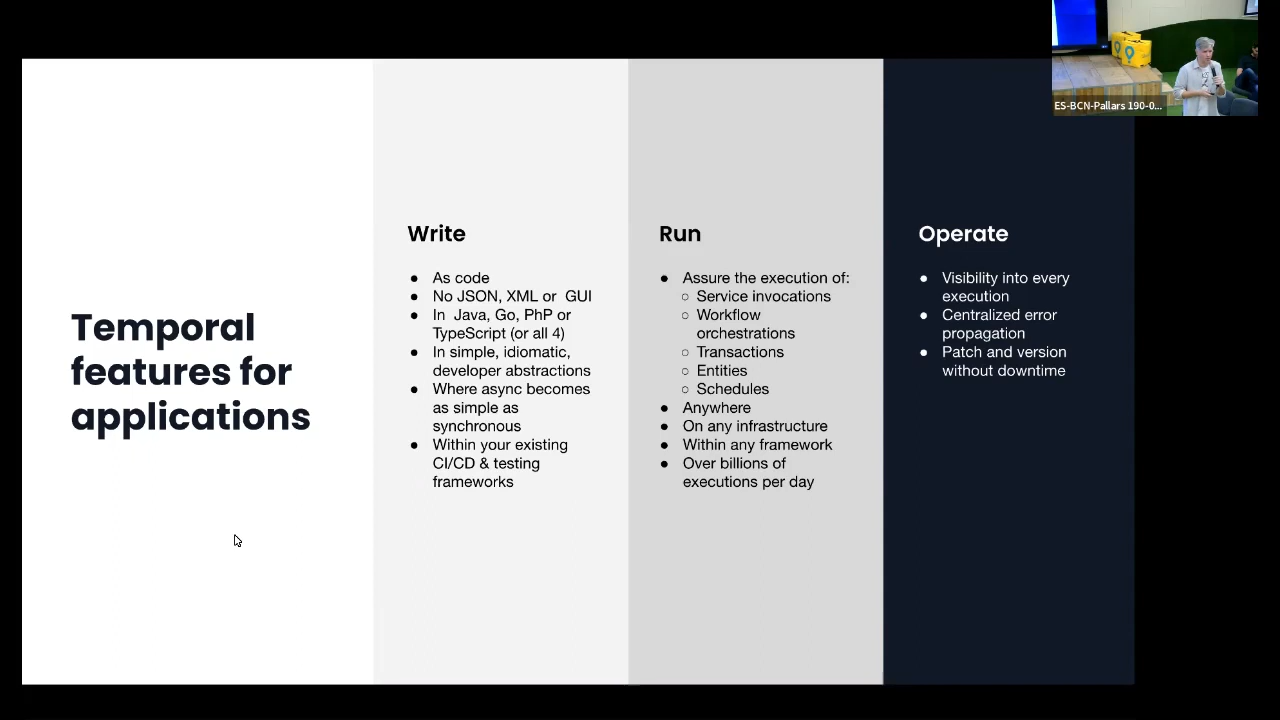 ES-BCN-Pallars 190-0...
Temporal
features for
applications
Write
● As code
● No JSON, XML or  GUI
● In  Java, Go, PhP or
TypeScript (or all 4)
● In simple, idiomatic,
developer abstractions
● Where async becomes
as simple as
synchronous
● Within your existing
CI/CD & testing
frameworks
Run
● Assure the execution of:
○ Service invocations
○ Workflow
orchestrations
○ Transactions
○ Entities
○ Schedules
● Anywhere
● On any infrastructure
● Within any framework
● Over billions of
executions per day
Operate
● Visibility into every
execution
● Centralized error
propagation
● Patch and version
without downtime